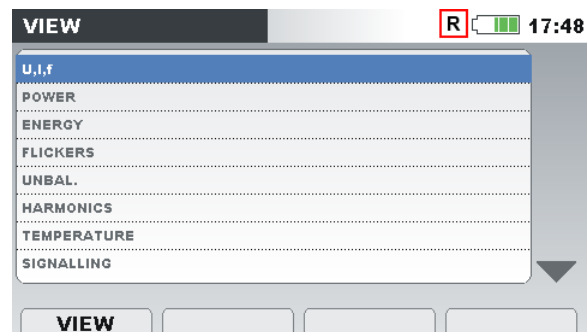 VIEW R 17:48
U,I,f
POWER
ENERGY
FLICKERS
UNBAL.
HARMONICS
TEMPERATURE
SIGNALLING
VIEW